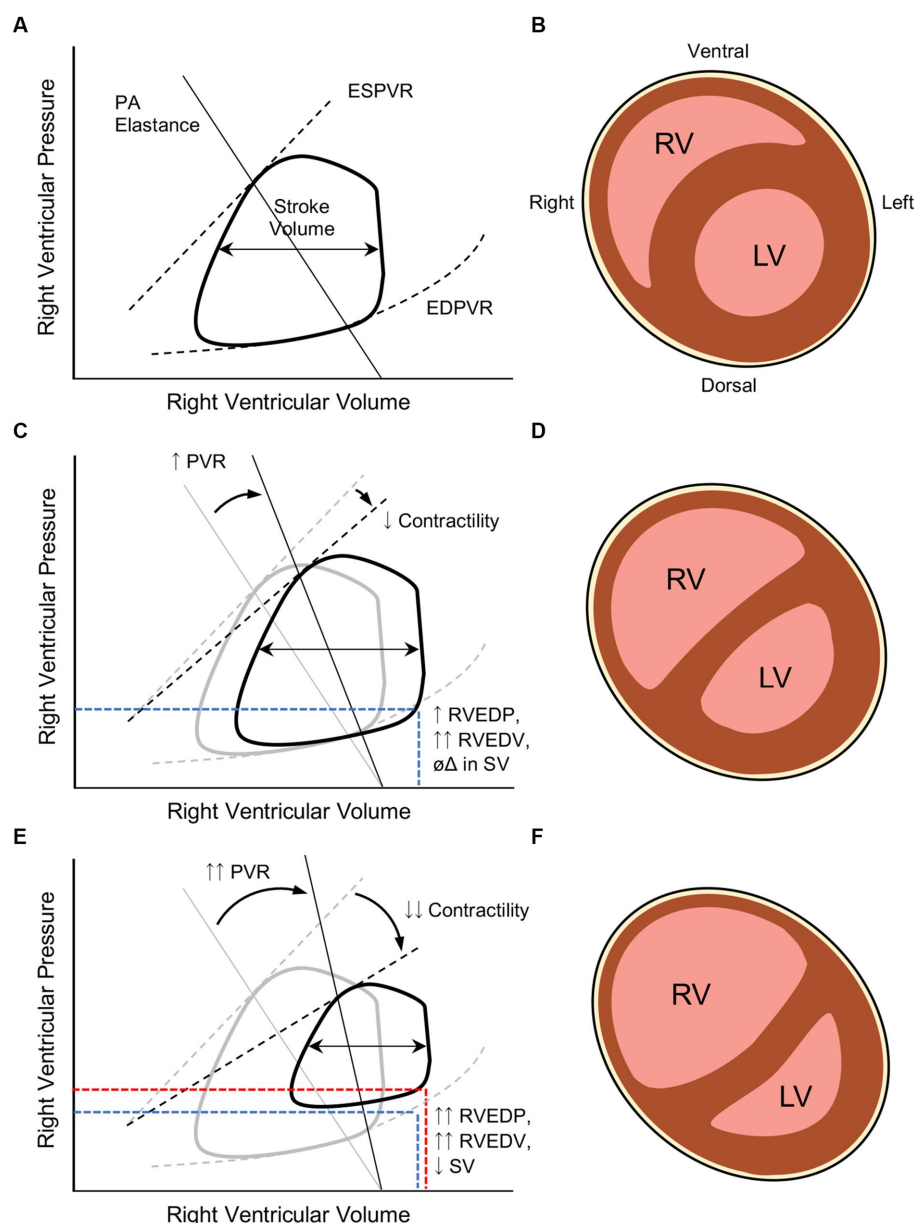 A
Right Ventricular Pressure
PA
Elastance
ESPVR
Stroke
Volume
EDPVR
Right Ventricular Volume
B
Ventral
RV
Right
Left
LV
Dorsal
C
Right Ventricular Pressure
↑ PVR
↓ Contractility
↑ RVEDP,
↑↑ RVEDV,
øΔ in SV
Right Ventricular Volume
D
RV
LV
E
Right Ventricular Pressure
↑↑ PVR
↓↓ Contractility
↑↑ RVEDP,
↑↑ RVEDV,
↓ SV
Right Ventricular Volume
F
RV
LV